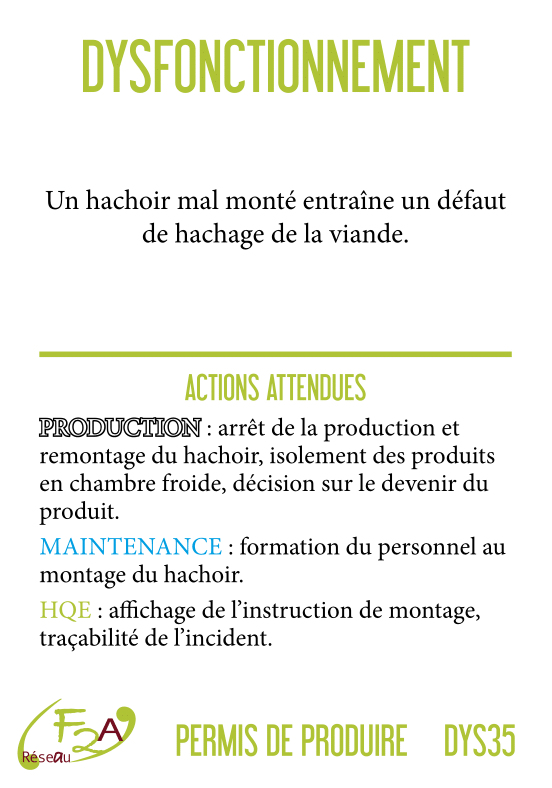 DYSFONCTIONNEMENT
Un hachoir mal monté entraîne un défaut
de hachage de la viande.
ACTIONS ATTENDUES
PRODUCTION : arrêt de la production et
remontage du hachoir, isolement des produits
en chambre froide, décision sur le devenir du
produit.
MAINTENANCE : formation du personnel au
montage du hachoir.
HQE : affichage de l’instruction de montage,
traçabilité de l’incident.
F2A
Réseau
PERMIS DE PRODUIRE DYS35